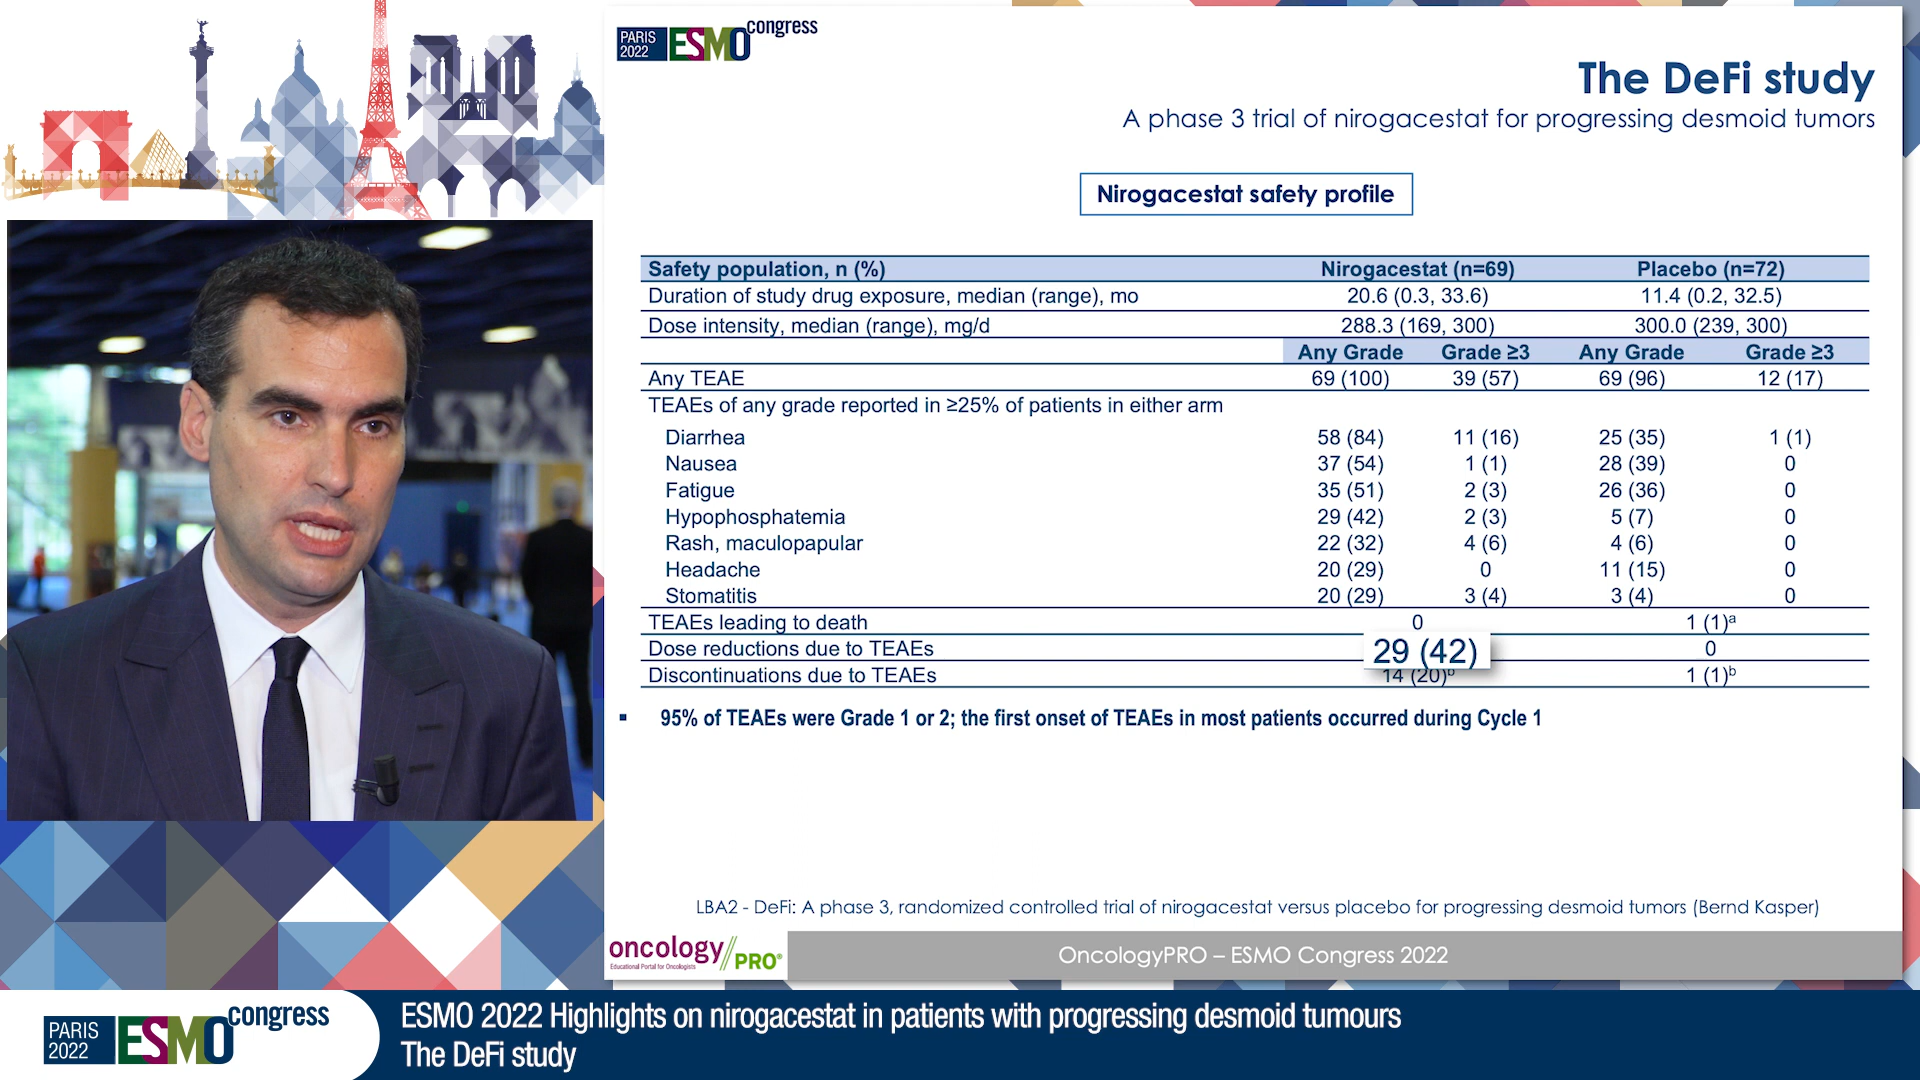 PARIS 2022 ESMO congress
The DeFi study
A phase 3 trial of nirogacestat for progressing desmoid tumors
Nirogacestat safety profile
Safety population, n (%) Nirogacestat (n=69) Placebo (n=72)
Duration of study drug exposure, median (range), mo 20.6 (0.3, 33.6) 11.4 (0.2, 32.5)
Dose intensity, median (range), mg/d 288.3 (169, 300) 300.0 (239, 300)
Any Grade Grade ≥3 Any Grade Grade ≥3
Any TEAE 69 (100) 39 (57) 69 (96) 12 (17)
TEAEs of any grade reported in ≥25% of patients in either arm
Diarrhea 58 (84) 11 (16) 25 (35) 1 (1)
Nausea 37 (54) 1 (1) 28 (39) 0
Fatigue 35 (51) 2 (3) 26 (36) 0
Hypophosphatemia 29 (42) 2 (3) 5 (7) 0
Rash, maculopapular 22 (32) 4 (6) 4 (6) 0
Headache 20 (29) 0 11 (15) 0
Stomatitis 20 (29) 3 (4) 3 (4) 0
TEAEs leading to death 0 1 (1)ᵃ
Dose reductions due to TEAEs 29 (42) 0
Discontinuations due to TEAEs 14 (20)ᵇ 1 (1)ᵇ
▪ 95% of TEAEs were Grade 1 or 2; the first onset of TEAEs in most patients occurred during Cycle 1
LBA2 - DeFi: A phase 3, randomized controlled trial of nirogacestat versus placebo for progressing desmoid tumors (Bernd Kasper)
oncology//PRO®
Educational Portal for Oncologists
OncologyPRO – ESMO Congress 2022
PARIS 2022 ESMO congress
ESMO 2022 Highlights on nirogacestat in patients with progressing desmoid tumours
The DeFi study